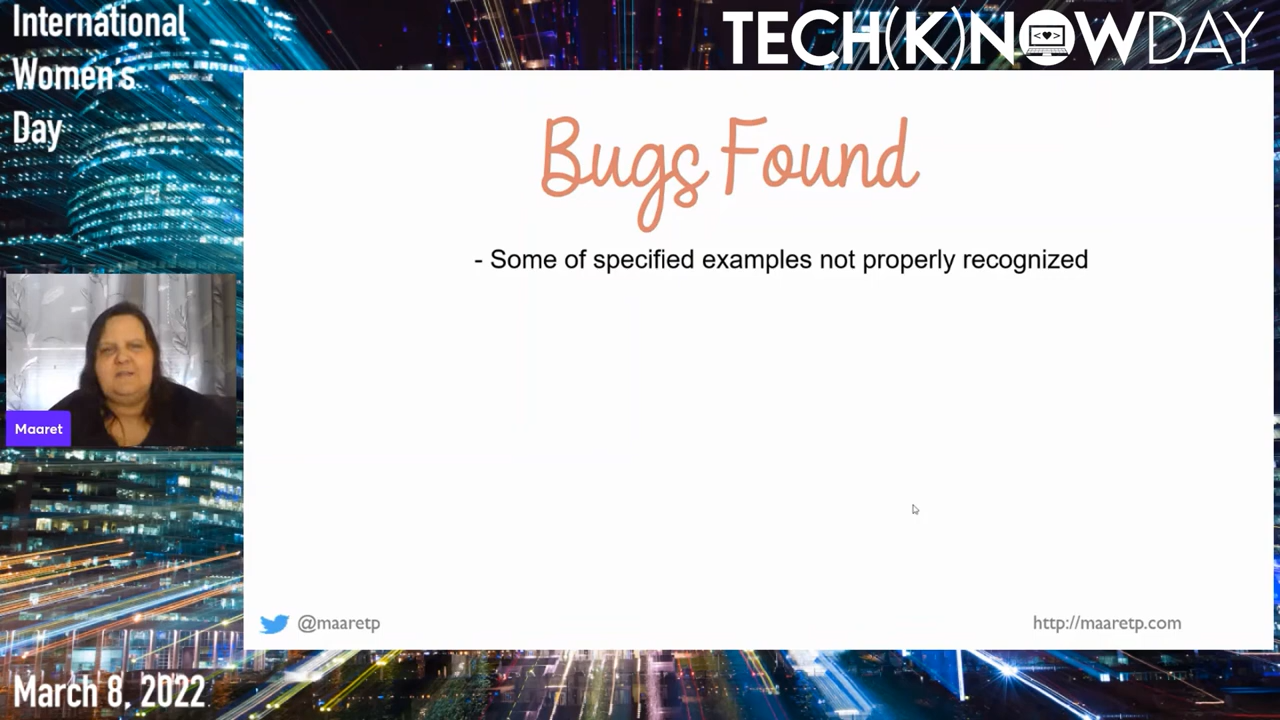 International
Women's
Day
TECH(K)NOWDAY
Bugs Found
- Some of specified examples not properly recognized
Maaret
@maaretp
http://maaretp.com
March 8, 2022